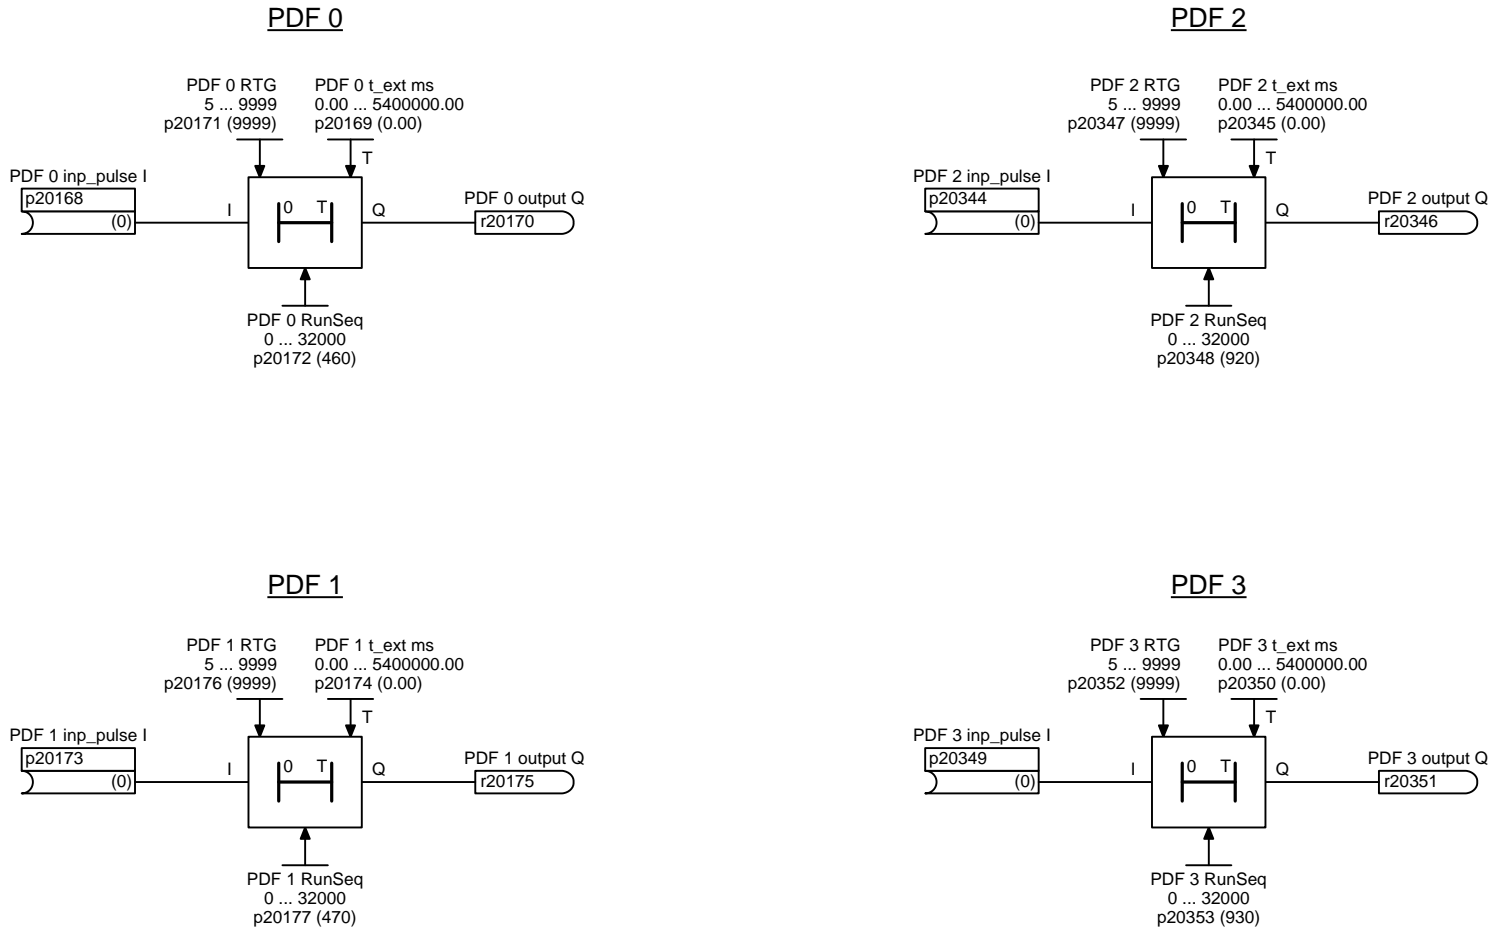 PDF 0
PDF 0 RTG
5 ... 9999
p20171 (9999)
PDF 0 t_ext ms
0.00 ... 5400000.00
p20169 (0.00)
T
PDF 0 inp_pulse I
p20168
(0)
I
0 T
Q
PDF 0 output Q
r20170
PDF 0 RunSeq
0 ... 32000
p20172 (460)
PDF 2
PDF 2 RTG
5 ... 9999
p20347 (9999)
PDF 2 t_ext ms
0.00 ... 5400000.00
p20345 (0.00)
T
PDF 2 inp_pulse I
p20344
(0)
I
0 T
Q
PDF 2 output Q
r20346
PDF 2 RunSeq
0 ... 32000
p20348 (920)
PDF 1
PDF 1 RTG
5 ... 9999
p20176 (9999)
PDF 1 t_ext ms
0.00 ... 5400000.00
p20174 (0.00)
T
PDF 1 inp_pulse I
p20173
(0)
I
0 T
Q
PDF 1 output Q
r20175
PDF 1 RunSeq
0 ... 32000
p20177 (470)
PDF 3
PDF 3 RTG
5 ... 9999
p20352 (9999)
PDF 3 t_ext ms
0.00 ... 5400000.00
p20350 (0.00)
T
PDF 3 inp_pulse I
p20349
(0)
I
0 T
Q
PDF 3 output Q
r20351
PDF 3 RunSeq
0 ... 32000
p20353 (930)